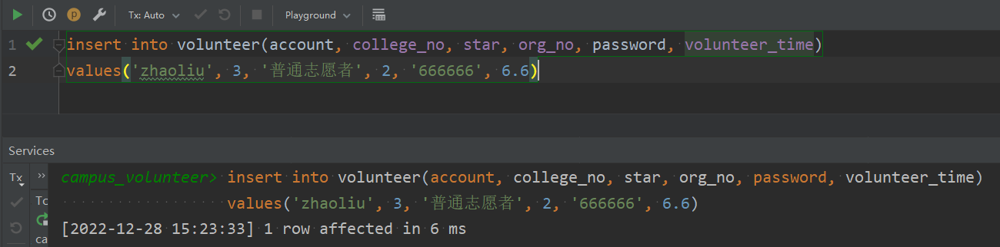 Tx: Auto
Playground
1 insert into volunteer(account, college_no, star, org_no, password, volunteer_time)
2 values('zhaoliu', 3, '普通志愿者', 2, '666666', 6.6)
Services
Tx
»
To
ca
campus_volunteer> insert into volunteer(account, college_no, star, org_no, password, volunteer_time)
values('zhaoliu', 3, '普通志愿者', 2, '666666', 6.6)
[2022-12-28 15:23:33] 1 row affected in 6 ms